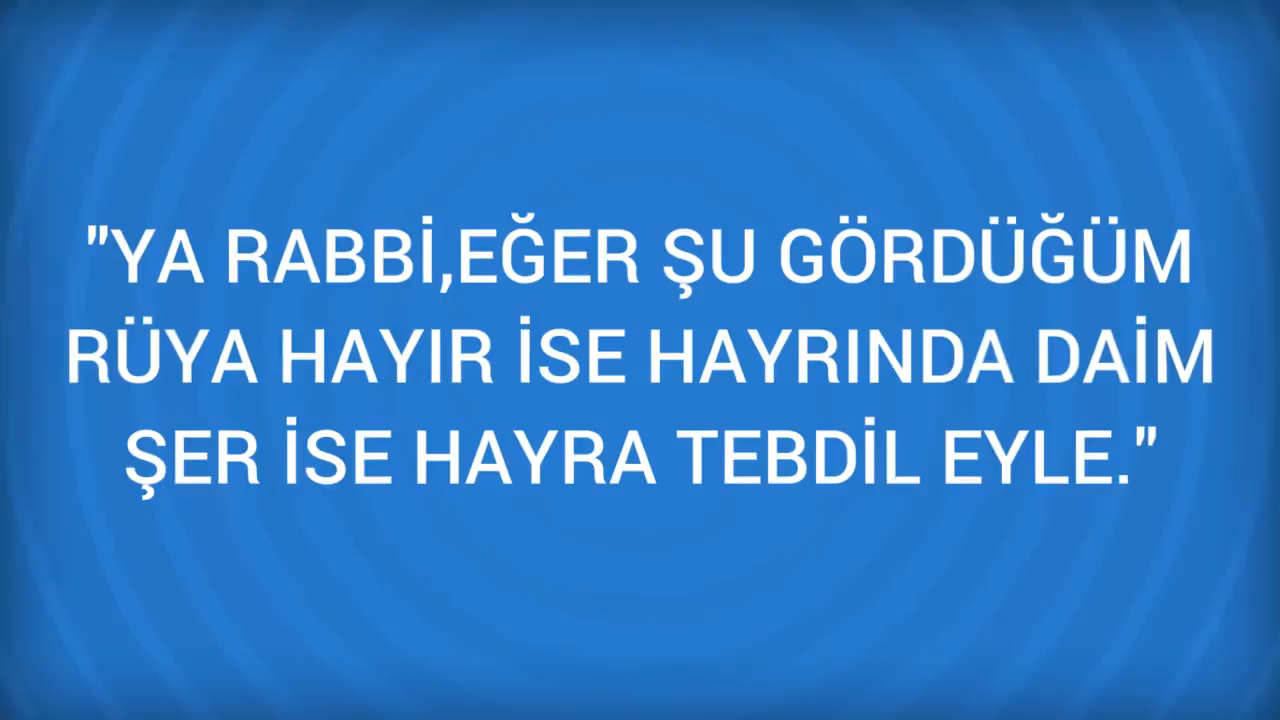 "YA RABBİ,EĞER ŞU GÖRDÜĞÜM
RÜYA HAYIR İSE HAYRINDA DAİM
ŞER İSE HAYRA TEBDİL EYLE."